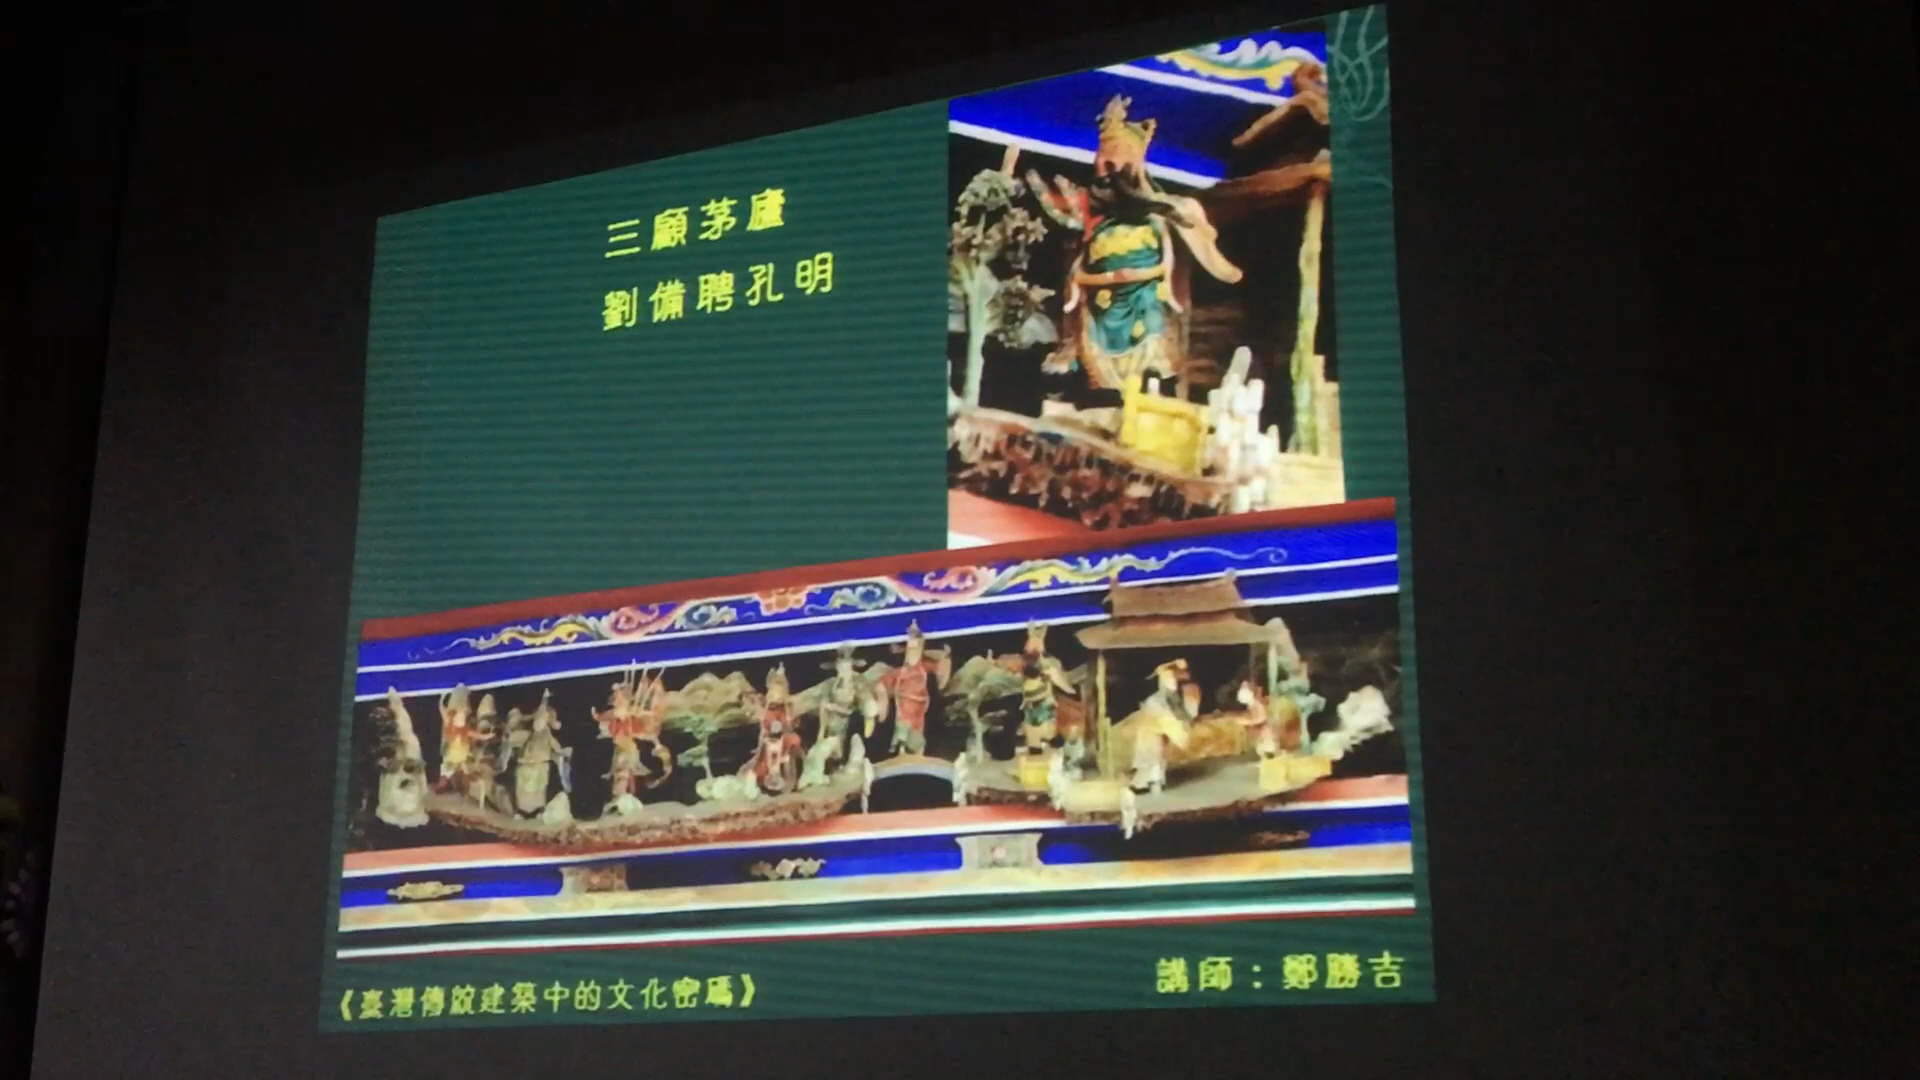 三顧茅廬
劉備聘孔明
《臺灣傳統建築中的文化密碼》
講師：鄭勝吉